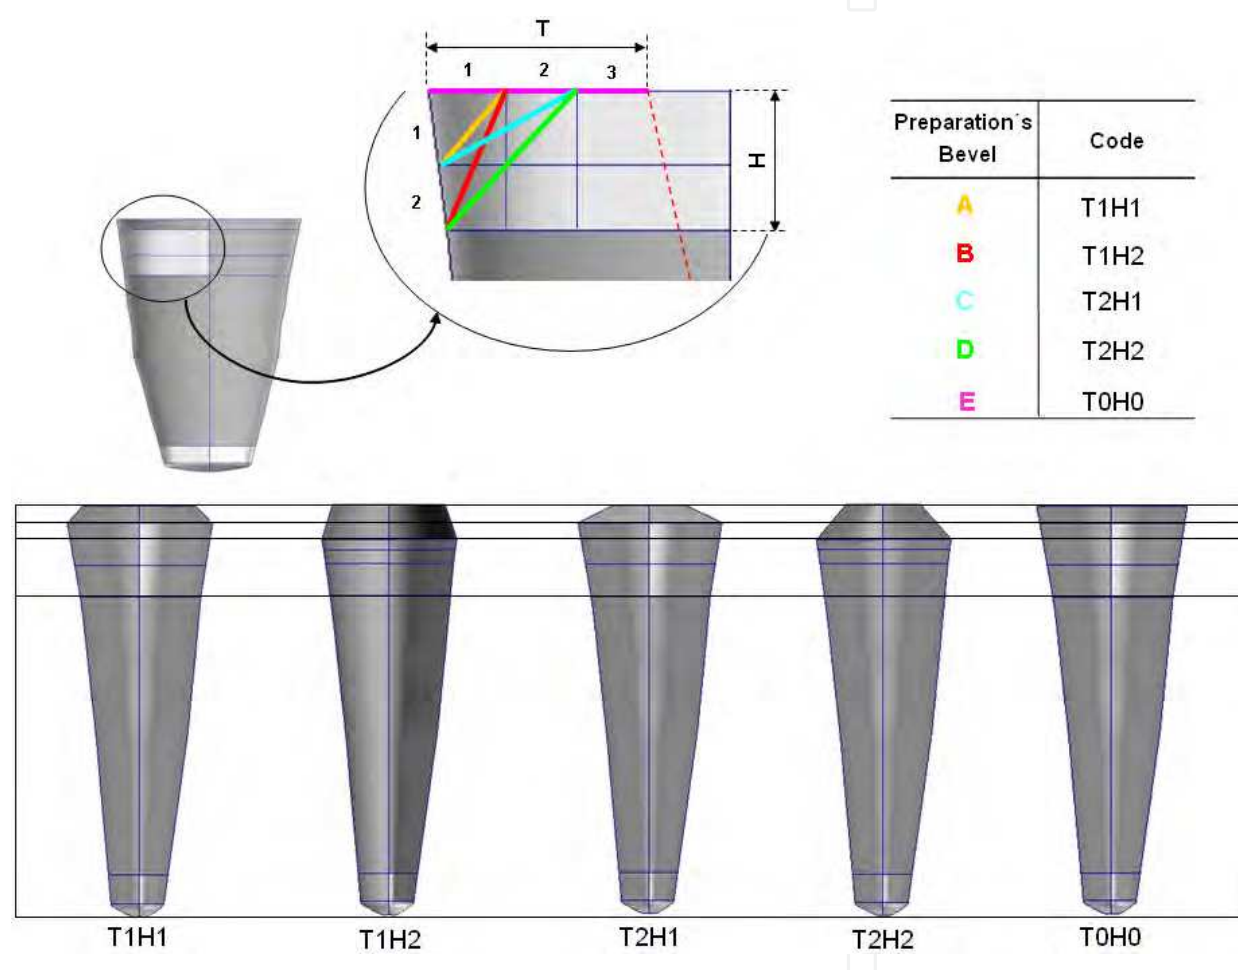 T
1 2 3
1
2
H
Preparation´s
Bevel
Code
A T1H1
B T1H2
C T2H1
D T2H2
E T0H0
T1H1 T1H2 T2H1 T2H2 T0H0